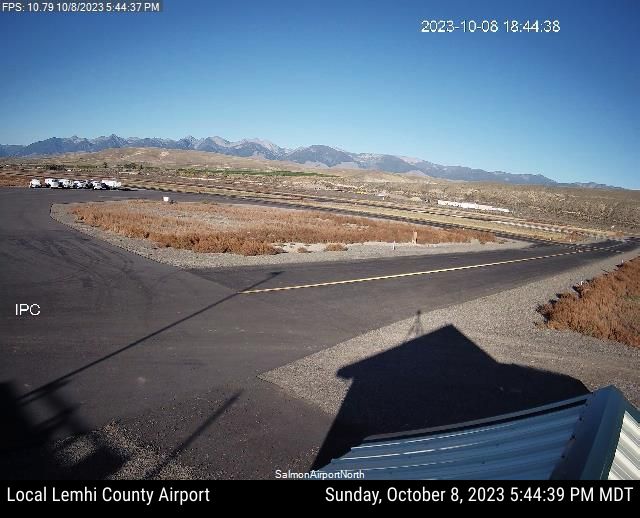 FPS: 10.79 10/8/2023 5:44:37 PM
2023-10-08 18:44:38
IPC
SalmonAirportNorth
Local Lemhi County Airport Sunday, October 8, 2023 5:44:39 PM MDT